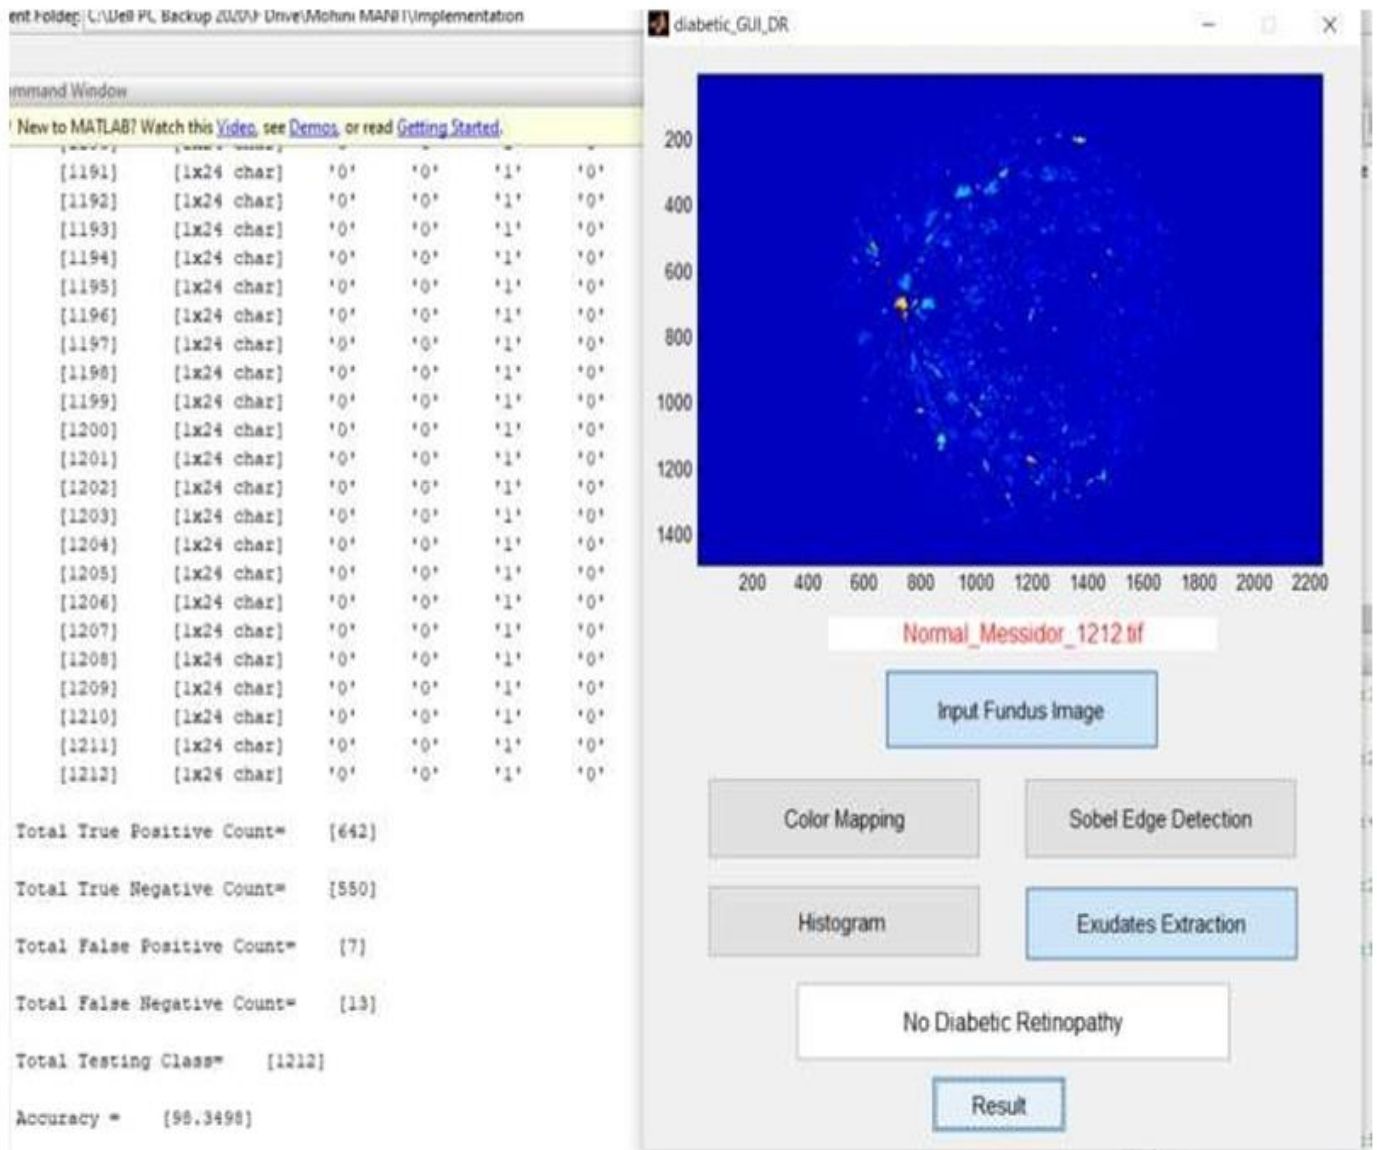 ent Folder: C:\Dell PC Backup 2020\F Drive\Mohini MANIT\Implementation
mmand Window
New to MATLAB? Watch this Video, see Demos, or read Getting Started.
[1191] [1x24 char] '0' '0' '1' '0'
[1192] [1x24 char] '0' '0' '1' '0'
[1193] [1x24 char] '0' '0' '1' '0'
[1194] [1x24 char] '0' '0' '1' '0'
[1195] [1x24 char] '0' '0' '1' '0'
[1196] [1x24 char] '0' '0' '1' '0'
[1197] [1x24 char] '0' '0' '1' '0'
[1198] [1x24 char] '0' '0' '1' '0'
[1199] [1x24 char] '0' '0' '1' '0'
[1200] [1x24 char] '0' '0' '1' '0'
[1201] [1x24 char] '0' '0' '1' '0'
[1202] [1x24 char] '0' '0' '1' '0'
[1203] [1x24 char] '0' '0' '1' '0'
[1204] [1x24 char] '0' '0' '1' '0'
[1205] [1x24 char] '0' '0' '1' '0'
[1206] [1x24 char] '0' '0' '1' '0'
[1207] [1x24 char] '0' '0' '1' '0'
[1208] [1x24 char] '0' '0' '1' '0'
[1209] [1x24 char] '0' '0' '1' '0'
[1210] [1x24 char] '0' '0' '1' '0'
[1211] [1x24 char] '0' '0' '1' '0'
[1212] [1x24 char] '0' '0' '1' '0'
Total True Positive Count= [642]
Total True Negative Count= [550]
Total False Positive Count= [7]
Total False Negative Count= [13]
Total Testing Class= [1212]
Accuracy = [98.3498]
diabetic_GUI_DR
200
400
600
800
1000
1200
1400
200 400 600 800 1000 1200 1400 1600 1800 2000 2200
Normal_Messidor_1212.tif
Input Fundus Image
Color Mapping Sobel Edge Detection
Histogram Exudates Extraction
No Diabetic Retinopathy
Result